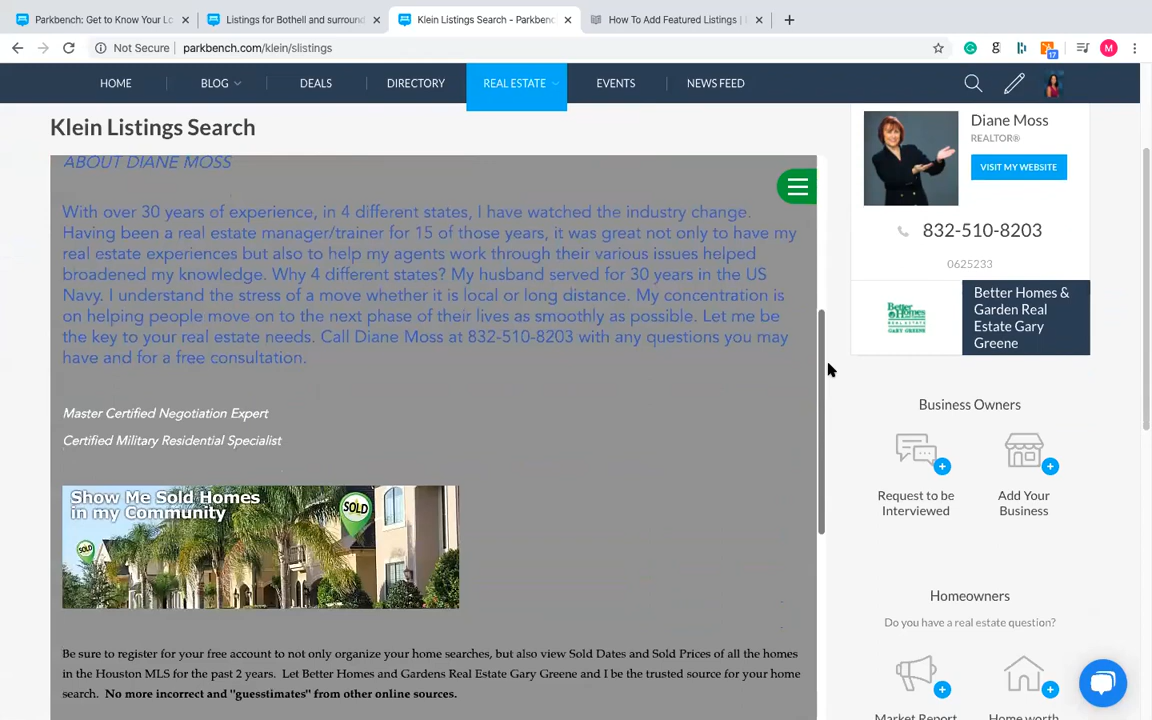 Parkbench: Get to Know Your Lo
Listings for Bothell and surround
Klein Listings Search - Parkbenc
How To Add Featured Listings |
Not Secure | parkbench.com/klein/slistings
17
M
HOME
BLOG
DEALS
DIRECTORY
REAL ESTATE
EVENTS
NEWS FEED
Klein Listings Search
ABOUT DIANE MOSS
With over 30 years of experience, in 4 different states, I have watched the industry change.
Having been a real estate manager/trainer for 15 of those years, it was great not only to have my
real estate experiences but also to help my agents work through their various issues helped
broadened my knowledge. Why 4 different states? My husband served for 30 years in the US
Navy. I understand the stress of a move whether it is local or long distance. My concentration is
on helping people move on to the next phase of their lives as smoothly as possible. Let me be
the key to your real estate needs. Call Diane Moss at 832-510-8203 with any questions you may
have and for a free consultation.
Master Certified Negotiation Expert
Certified Military Residential Specialist
Show Me Sold Homes
in my Community
SOLD
SOLD
Be sure to register for your free account to not only organize your home searches, but also view Sold Dates and Sold Prices of all the homes
in the Houston MLS for the past 2 years. Let Better Homes and Gardens Real Estate Gary Greene and I be the trusted source for your home
search. No more incorrect and "guesstimates" from other online sources.
Diane Moss
REALTOR®
VISIT MY WEBSITE
832-510-8203
0625233
Better Homes &
Garden Real
Estate Gary
Greene
Business Owners
Request to be
Interviewed
Add Your
Business
Homeowners
Do you have a real estate question?
Market Report
Home worth